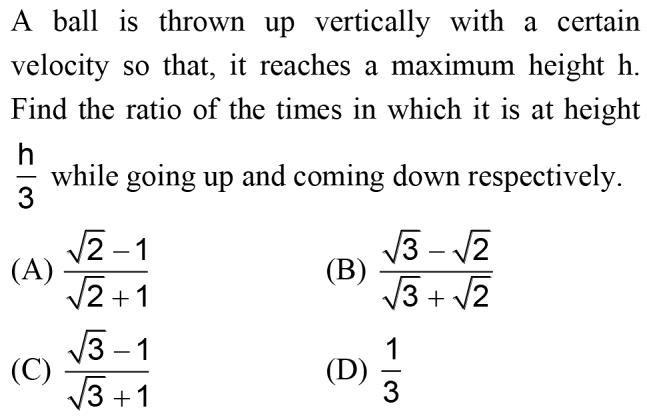 A ball is thrown up vertically with a certain
velocity so that, it reaches a maximum height h.
Find the ratio of the times in which it is at height
h/3 while going up and coming down respectively.
(A) (√2 – 1)/(√2 + 1) (B) (√3 – √2)/(√3 + √2)
(C) (√3 – 1)/(√3 + 1) (D) 1/3